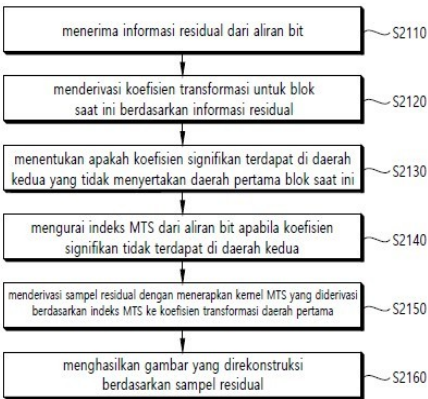 menerima informasi residual dari aliran bit
S2110
menderivasi koefisien transformasi untuk blok
saat ini berdasarkan informasi residual
S2120
menentukan apakah koefisien signifikan terdapat di daerah
kedua yang tidak menyertakan daerah pertama blok saat ini
S2130
mengurai indeks MTS dari aliran bit apabila koefisien
signifikan tidak terdapat di daerah kedua
S2140
menderivasi sampel residual dengan menerapkan kernel MTS yang diderivasi
berdasarkan indeks MTS ke koefisien transformasi daerah pertama
S2150
menghasilkan gambar yang direkonstruksi
berdasarkan sampel residual
S2160